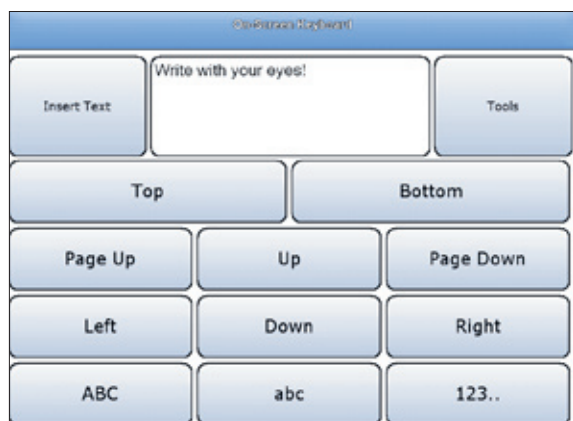 On-Screen Keyboard
Insert Text
Write with your eyes!
Tools
Top
Bottom
Page Up
Up
Page Down
Left
Down
Right
ABC
abc
123..